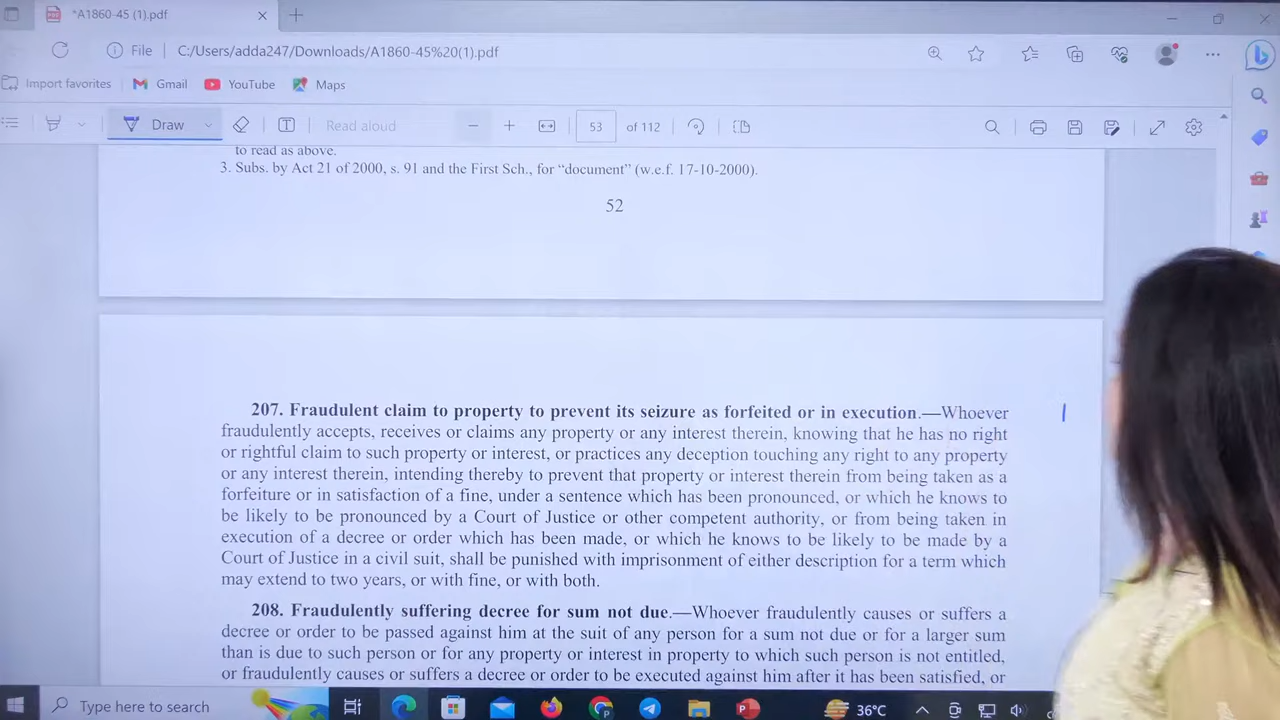 *A1860-45 (1).pdf
File
C:/Users/adda247/Downloads/A1860-45%20(1).pdf
Import favorites
Gmail
YouTube
Maps
Draw
Read aloud
53 of 112
to read as above.
3. Subs. by Act 21 of 2000, s. 91 and the First Sch., for “document” (w.e.f. 17-10-2000).
52
207. Fraudulent claim to property to prevent its seizure as forfeited or in execution.—Whoever
fraudulently accepts, receives or claims any property or any interest therein, knowing that he has no right
or rightful claim to such property or interest, or practices any deception touching any right to any property
or any interest therein, intending thereby to prevent that property or interest therein from being taken as a
forfeiture or in satisfaction of a fine, under a sentence which has been pronounced, or which he knows to
be likely to be pronounced by a Court of Justice or other competent authority, or from being taken in
execution of a decree or order which has been made, or which he knows to be likely to be made by a
Court of Justice in a civil suit, shall be punished with imprisonment of either description for a term which
may extend to two years, or with fine, or with both.
208. Fraudulently suffering decree for sum not due.—Whoever fraudulently causes or suffers a
decree or order to be passed against him at the suit of any person for a sum not due or for a larger sum
than is due to such person or for any property or interest in property to which such person is not entitled,
or fraudulently causes or suffers a decree or order to be executed against him after it has been satisfied, or
Type here to search
36°C